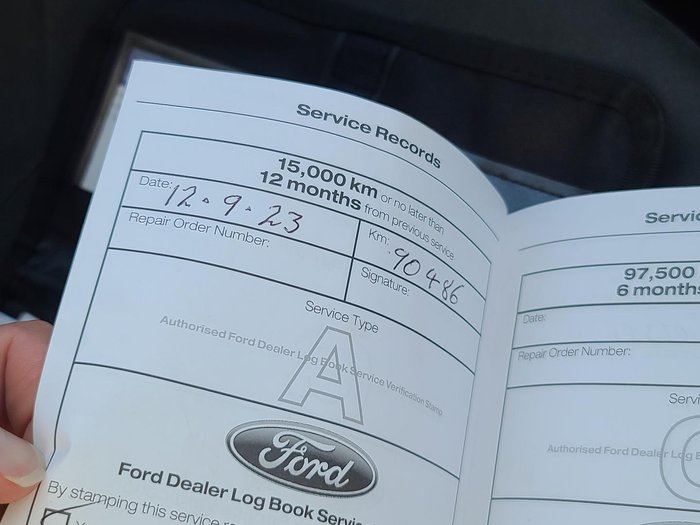 Service Records
15,000 km or no later than
12 months from previous service
Date: 12.9.23
Km: 90486
Repair Order Number:
Signature:
Service Type
A
Authorised Ford Dealer Log Book Service Verification Stamp
Ford
Ford Dealer Log Book Servi
By stamping this service re
Servic
97,500
6 months
Date:
Repair Order Number:
Servi
Authorised Ford Dealer Log B